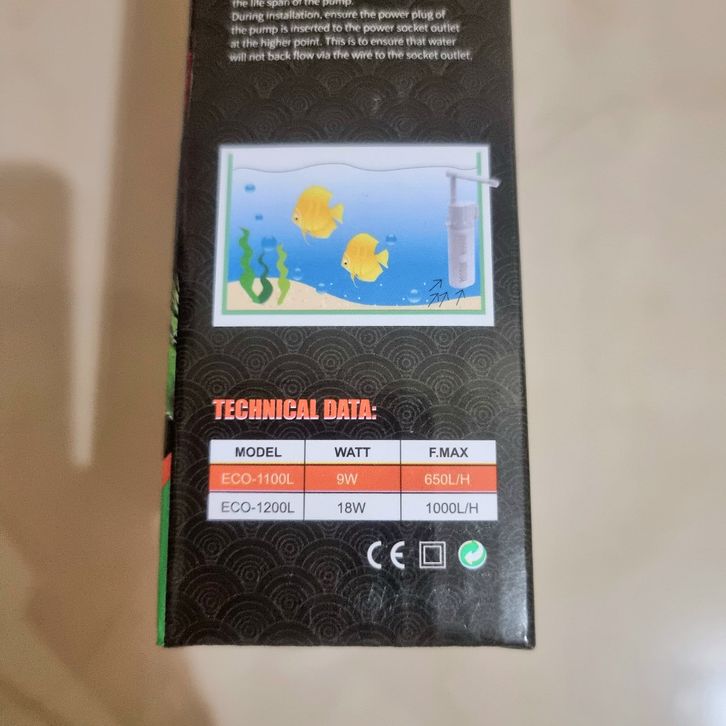 the life span of the pump.
During installation, ensure the power plug of
the pump is inserted to the power socket outlet
at the higher point. This is to ensure that water
will not back flow via the wire to the socket outlet.
TECHNICAL DATA:
MODEL WATT F.MAX
ECO-1100L 9W 650L/H
ECO-1200L 18W 1000L/H
CE